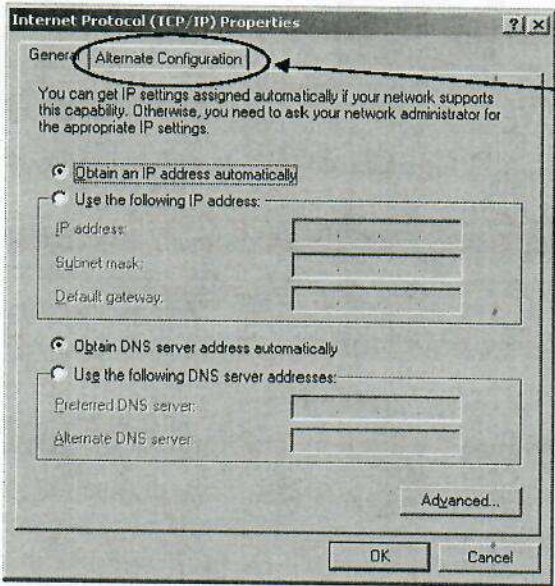 Internet Protocol (TCP/IP) Properties
General
Alternate Configuration
You can get IP settings assigned automatically if your network supports
this capability. Otherwise, you need to ask your network administrator for
the appropriate IP settings.
Obtain an IP address automatically
Use the following IP address:
IP address:
Subnet mask:
Default gateway:
Obtain DNS server address automatically
Use the following DNS server addresses:
Preferred DNS server:
Alternate DNS server:
Advanced...
OK
Cancel